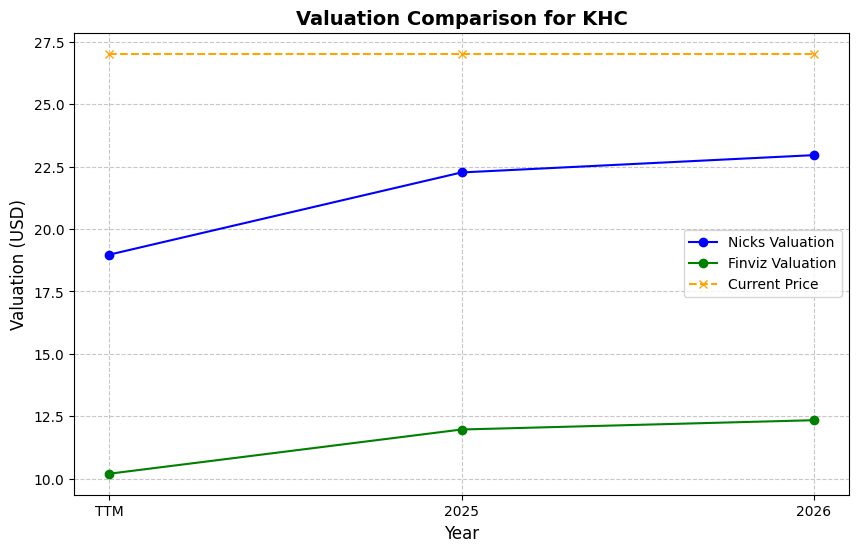 Valuation Comparison for KHC
Valuation (USD)
27.5
25.0
22.5
20.0
17.5
15.0
12.5
10.0
Nicks Valuation
Finviz Valuation
Current Price
TTM
2025
2026
Year